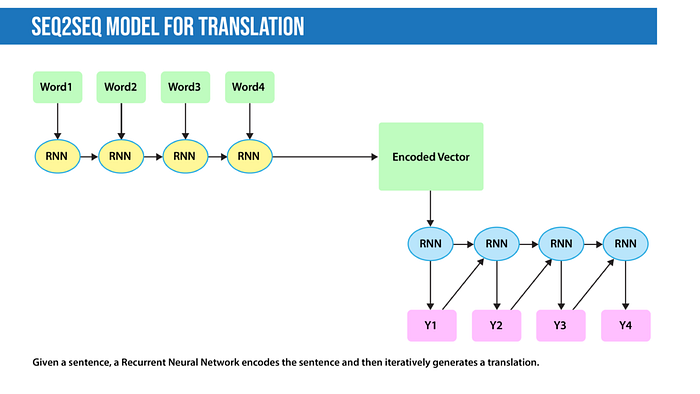 SEQ2SEQ MODEL FOR TRANSLATION
Word1 Word2 Word3 Word4
RNN RNN RNN RNN Encoded Vector
RNN RNN RNN RNN
Y1 Y2 Y3 Y4
Given a sentence, a Recurrent Neural Network encodes the sentence and then iteratively generates a translation.